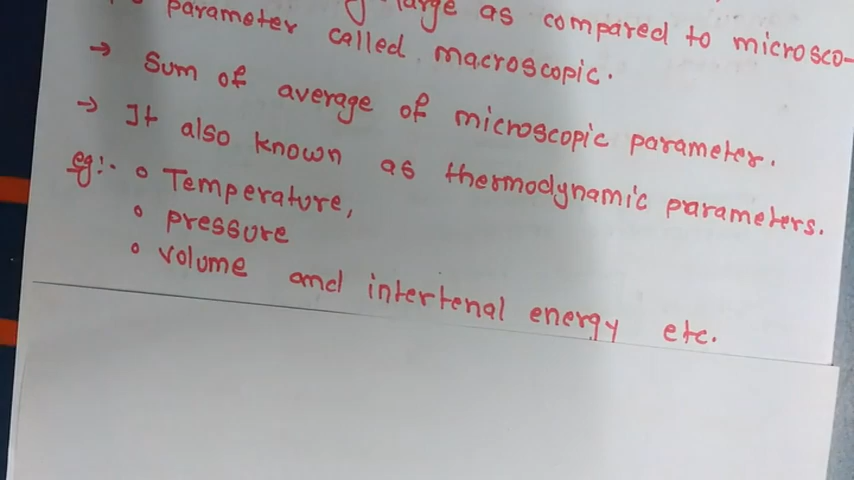 large as compared to microsco-
parameter called macroscopic.
→ Sum of average of microscopic parameter.
→ It also known as thermodynamic parameters.
eg:- o Temperature,
o pressure
o volume and intertenal energy etc.